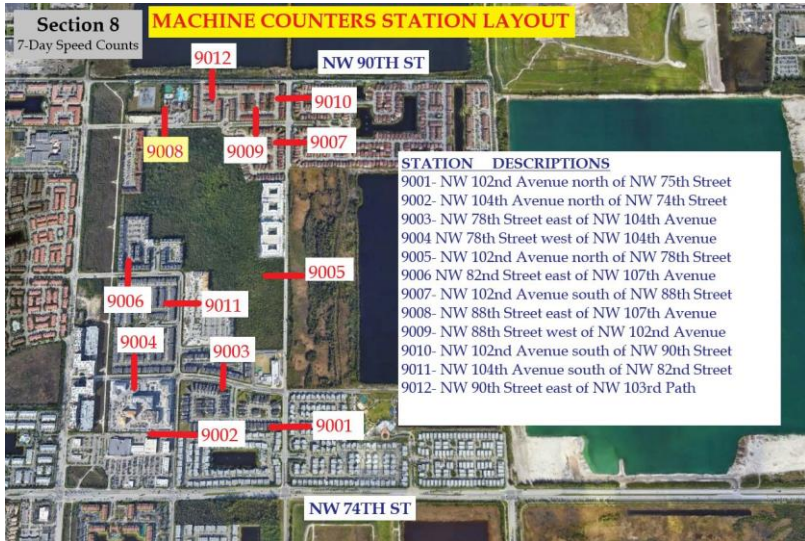 Section 8
7-Day Speed Counts
MACHINE COUNTERS STATION LAYOUT
9012
NW 90TH ST
9010
9008
9009
9007
STATION DESCRIPTIONS
9001- NW 102nd Avenue north of NW 75th Street
9002- NW 104th Avenue north of NW 74th Street
9003- NW 78th Street east of NW 104th Avenue
9004 NW 78th Street west of NW 104th Avenue
9005- NW 102nd Avenue north of NW 78th Street
9006 NW 82nd Street east of NW 107th Avenue
9007- NW 102nd Avenue south of NW 88th Street
9008- NW 88th Street east of NW 107th Avenue
9009- NW 88th Street west of NW 102nd Avenue
9010- NW 102nd Avenue south of NW 90th Street
9011- NW 104th Avenue south of NW 82nd Street
9012- NW 90th Street east of NW 103rd Path
9005
9006
9011
9004
9003
9002
9001
NW 74TH ST